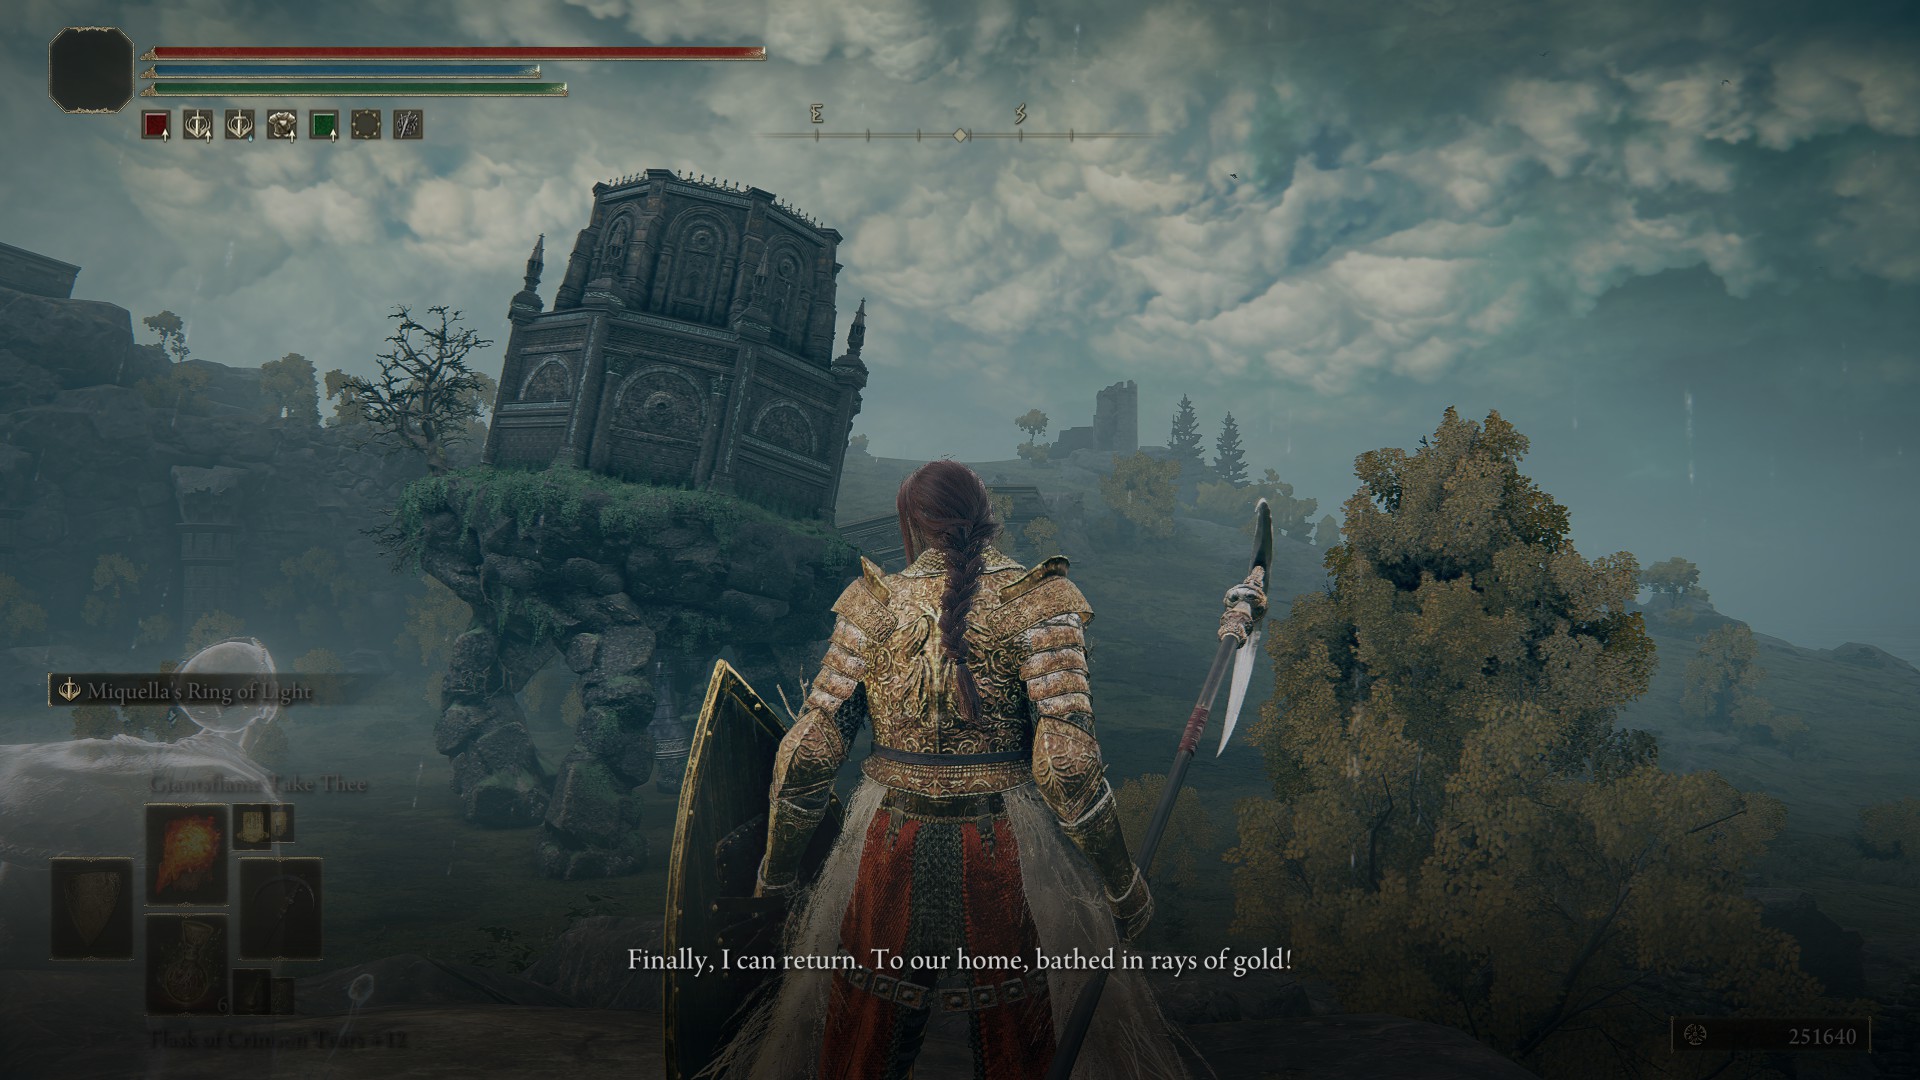 E
S
Miquella's Ring of Light
Giantsflame Take Thee
6
Flask of Crimson Tears +12
Finally, I can return. To our home, bathed in rays of gold!
251640